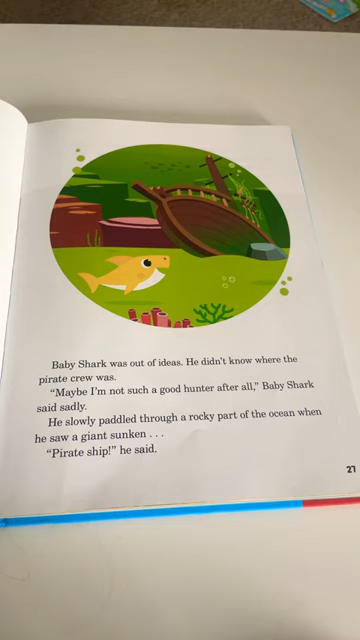 Baby Shark was out of ideas. He didn't know where the
pirate crew was.
"Maybe I'm not such a good hunter after all," Baby Shark
said sadly.
He slowly paddled through a rocky part of the ocean when
he saw a giant sunken . . .
"Pirate ship!" he said.
27